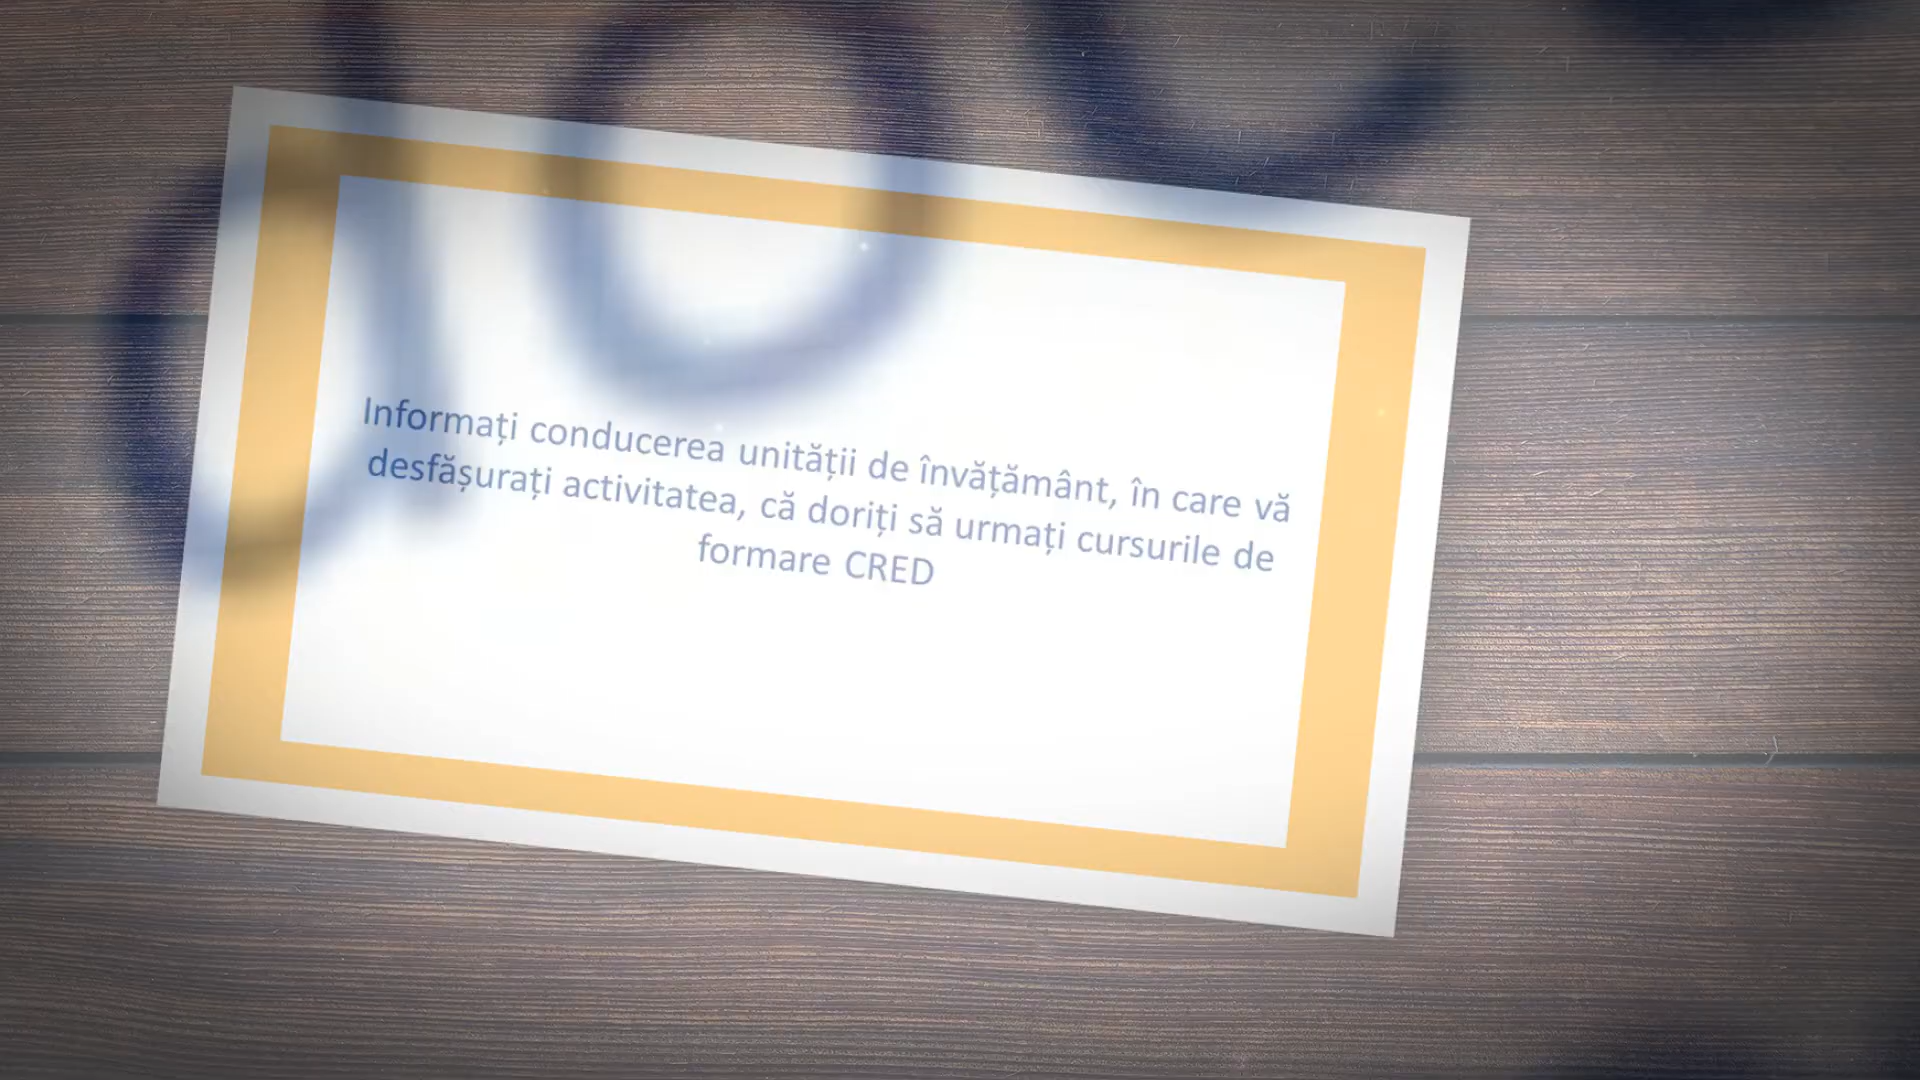 Informați conducerea unității de învățământ, în care vă
desfășurați activitatea, că doriți să urmați cursurile de
formare CRED